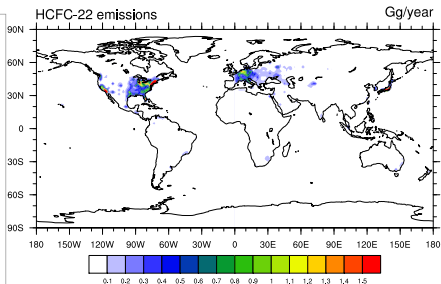 HCFC-22 emissions Gg/year
90N
60N
30N
0
30S
60S
90S
180 150W 120W 90W 60W 30W 0 30E 60E 90E 120E 150E 180
0.1 0.2 0.3 0.4 0.5 0.6 0.7 0.8 0.9 1 1.1 1.2 1.3 1.4 1.5